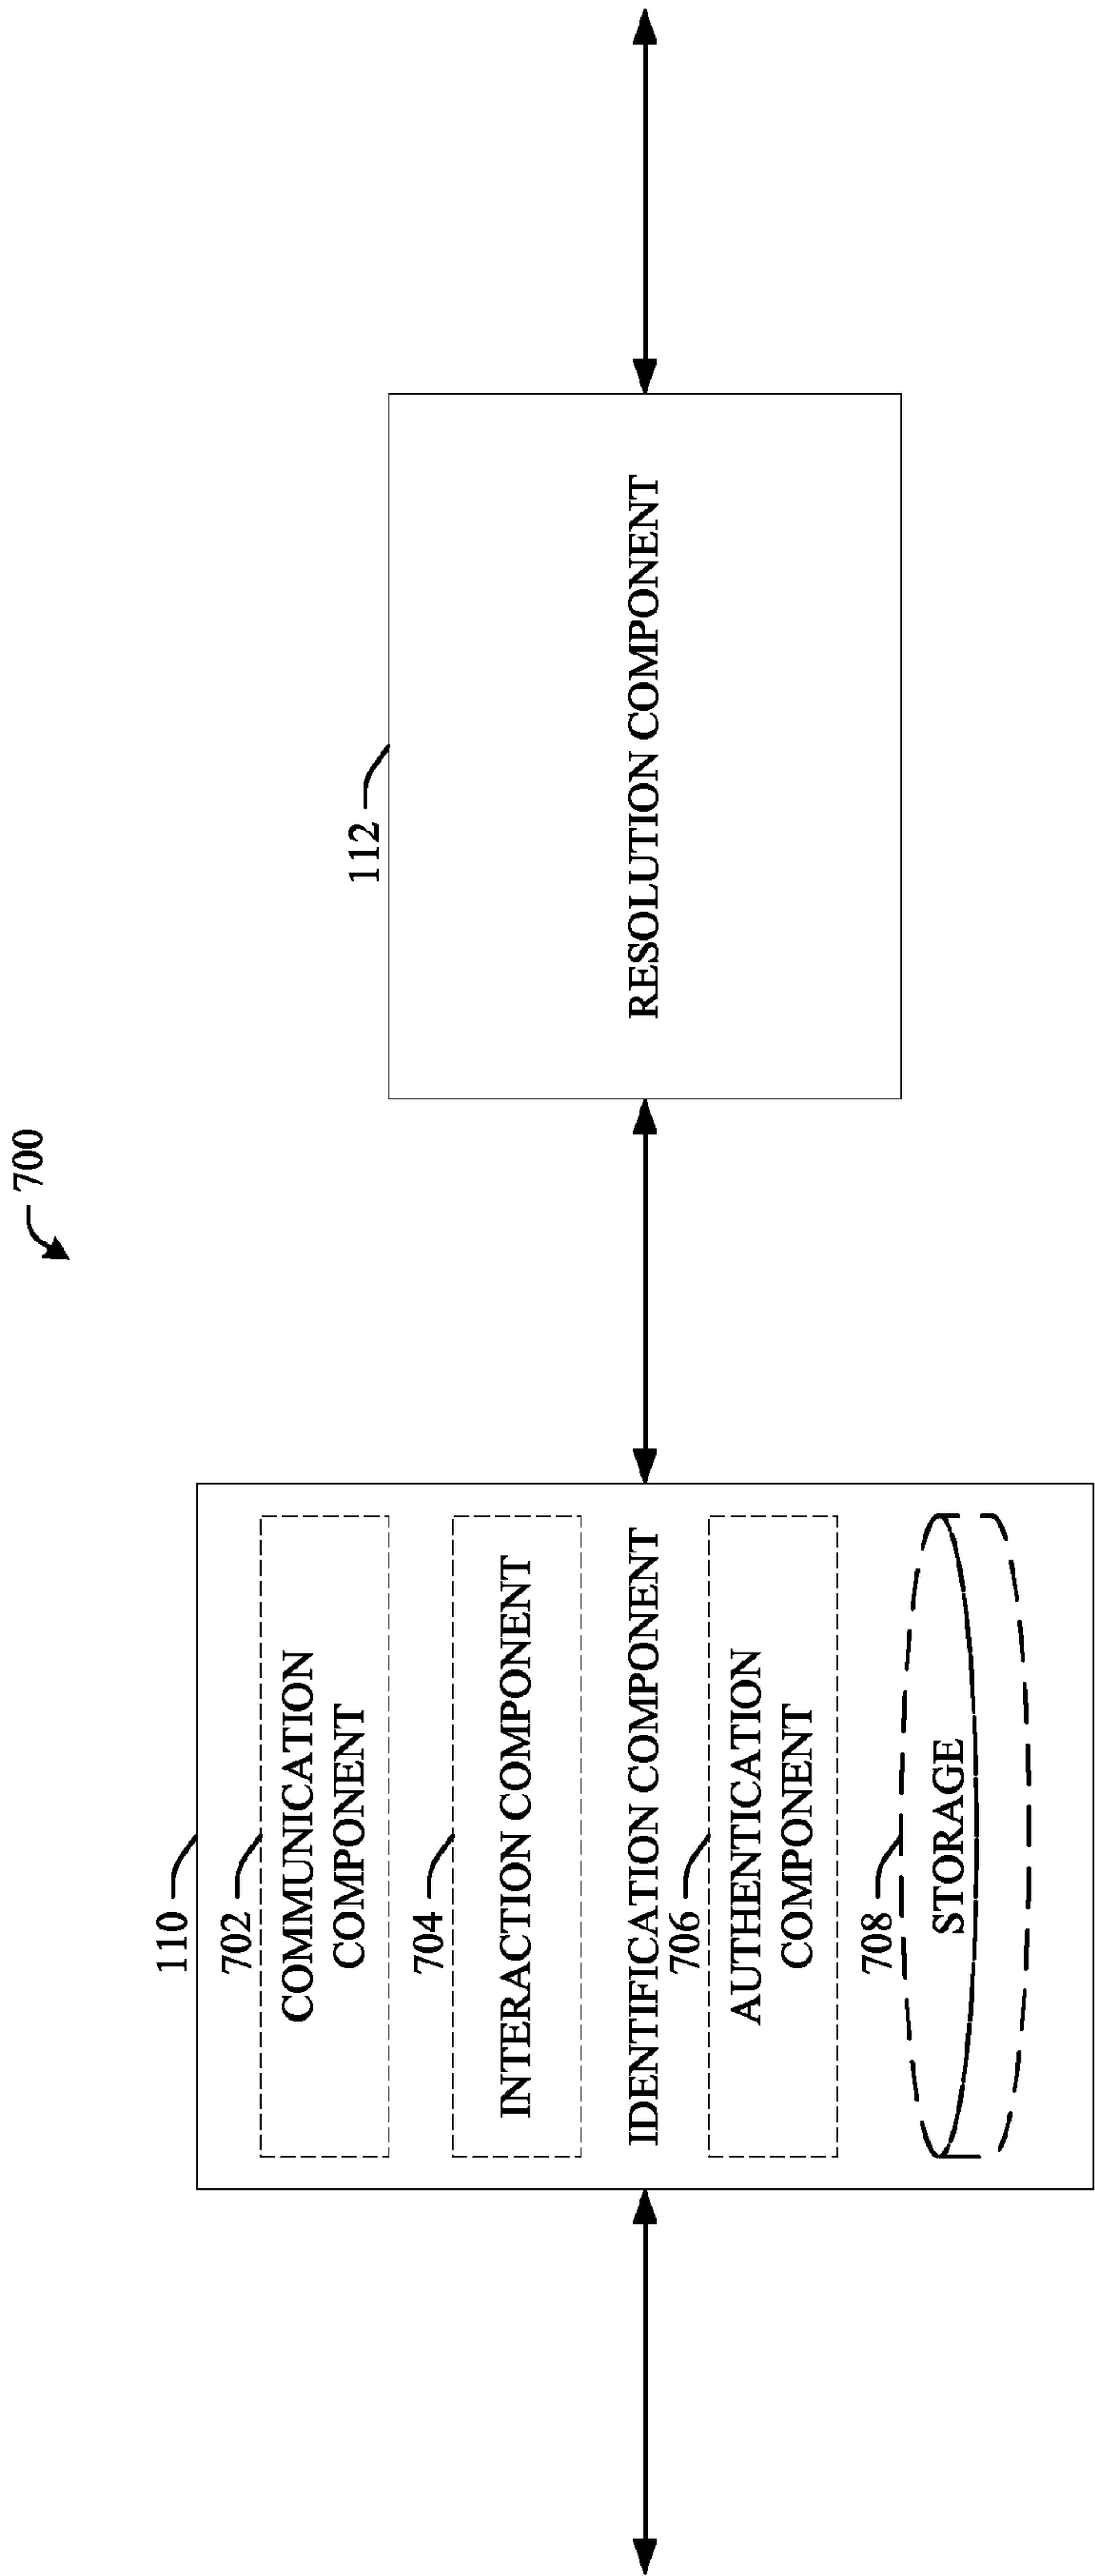 700
110
702
COMMUNICATION
COMPONENT
704
INTERACTION COMPONENT
IDENTIFICATION COMPONENT
706
AUTHENTICATION
COMPONENT
708
STORAGE
112
RESOLUTION COMPONENT